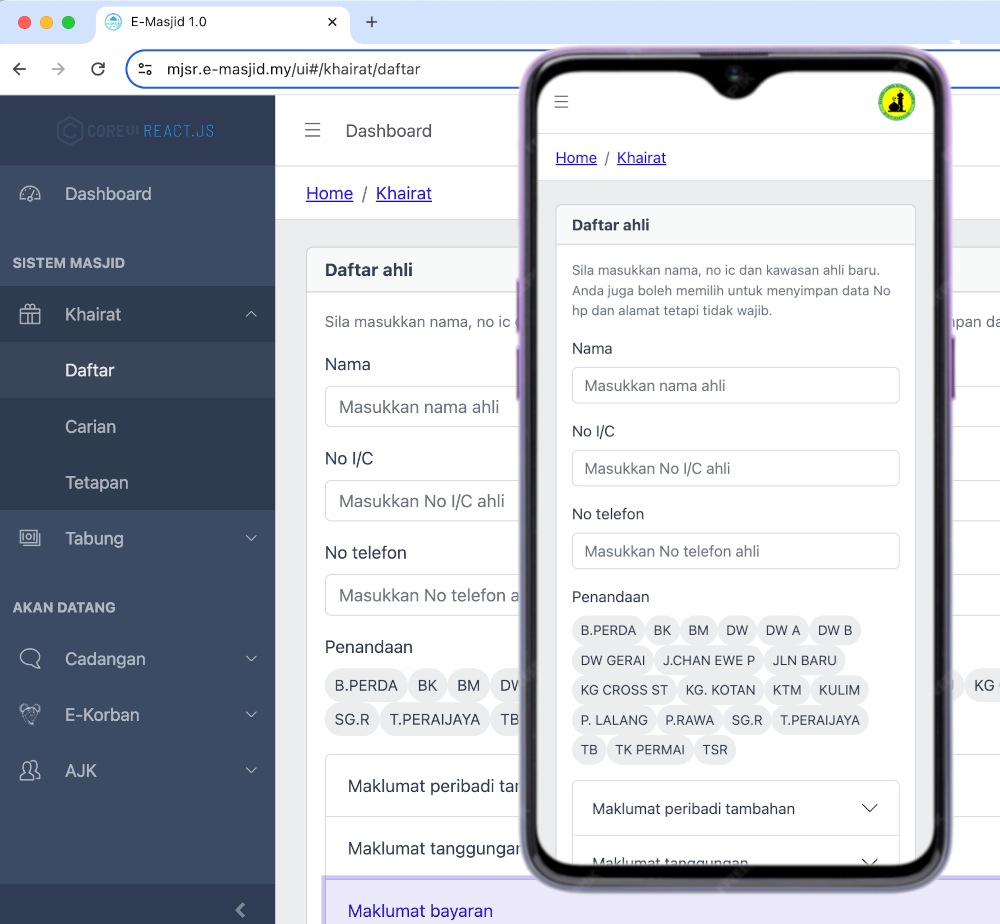 E-Masjid 1.0
mjsr.e-masjid.my/ui#/khairat/daftar
COREUI REACT.JS
Dashboard
SISTEM MASJID
Khairat
Daftar
Carian
Tetapan
Tabung
AKAN DATANG
Cadangan
E-Korban
AJK
Dashboard
Home / Khairat
Daftar ahli
Sila masukkan nama, no ic
Nama
Masukkan nama ahli
No I/C
Masukkan No I/C ahli
No telefon
Masukkan No telefon a
Penandaan
B.PERDA BK BM DW
KG
SG.R T.PERAIJAYA TB
Maklumat peribadi tam
Maklumat tanggungan
Maklumat bayaran
Home / Khairat
Daftar ahli
Sila masukkan nama, no ic dan kawasan ahli baru.
Anda juga boleh memilih untuk menyimpan data No
hp dan alamat tetapi tidak wajib.
Nama
Masukkan nama ahli
No I/C
Masukkan No I/C ahli
No telefon
Masukkan No telefon ahli
Penandaan
B.PERDA BK BM DW DW A DW B
DW GERAI J.CHAN EWE P JLN BARU
KG CROSS ST KG. KOTAN KTM KULIM
P. LALANG P.RAWA SG.R T.PERAIJAYA
TB TK PERMAI TSR
Maklumat peribadi tambahan
Maklumat tanggungan